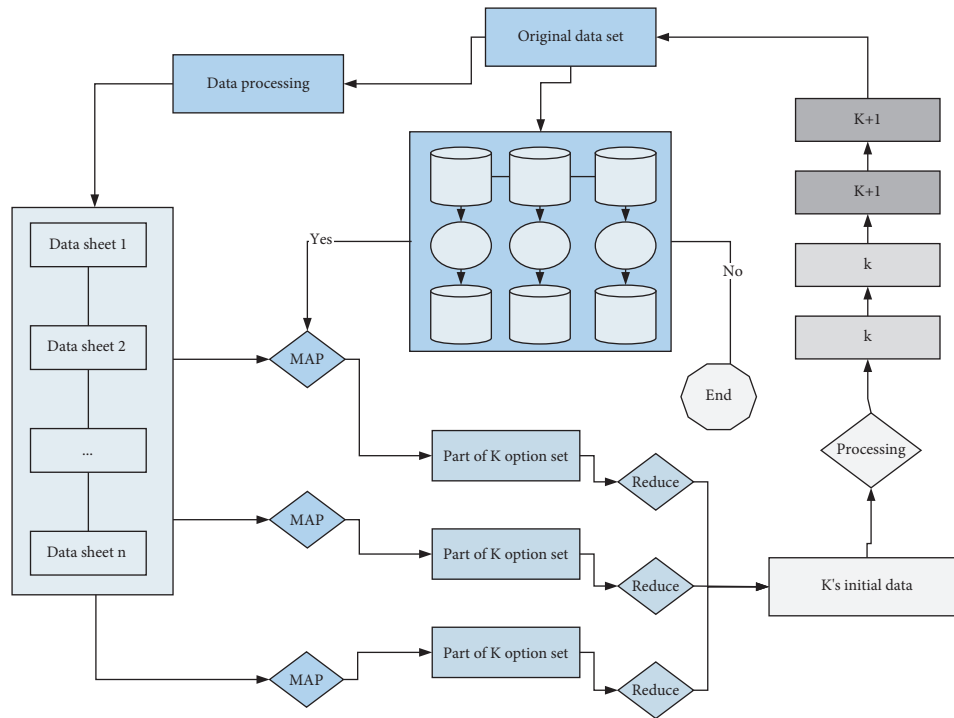 Original data set
Data processing
K+1
K+1
k
k
Processing
K's initial data
Data sheet 1
Data sheet 2
...
Data sheet n
Yes
No
End
MAP
Part of K option set
Reduce
MAP
Part of K option set
Reduce
MAP
Part of K option set
Reduce